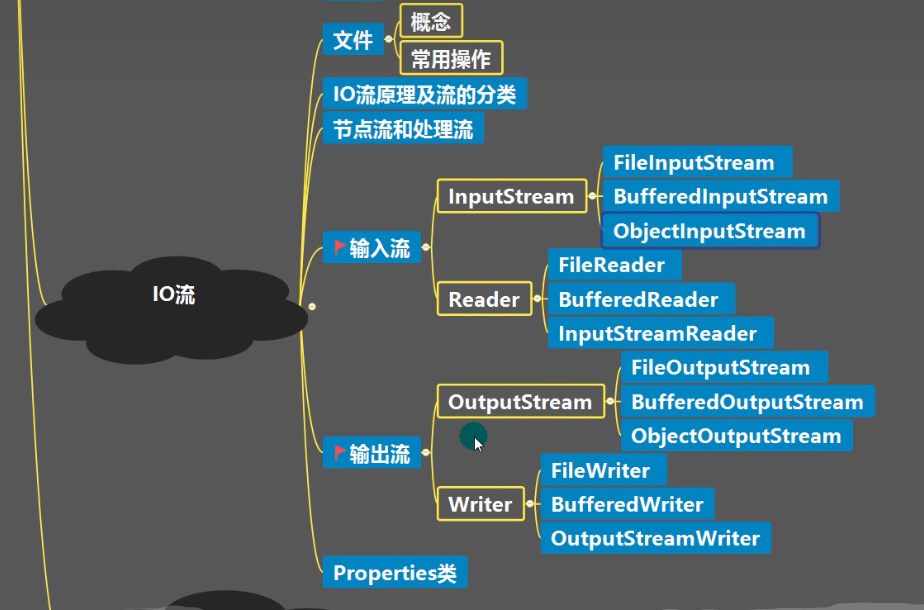 文件
概念
常用操作
IO流原理及流的分类
节点流和处理流
IO流
输入流
InputStream
FileInputStream
BufferedInputStream
ObjectInputStream
Reader
FileReader
BufferedReader
InputStreamReader
输出流
OutputStream
FileOutputStream
BufferedOutputStream
ObjectOutputStream
Writer
FileWriter
BufferedWriter
OutputStreamWriter
Properties类